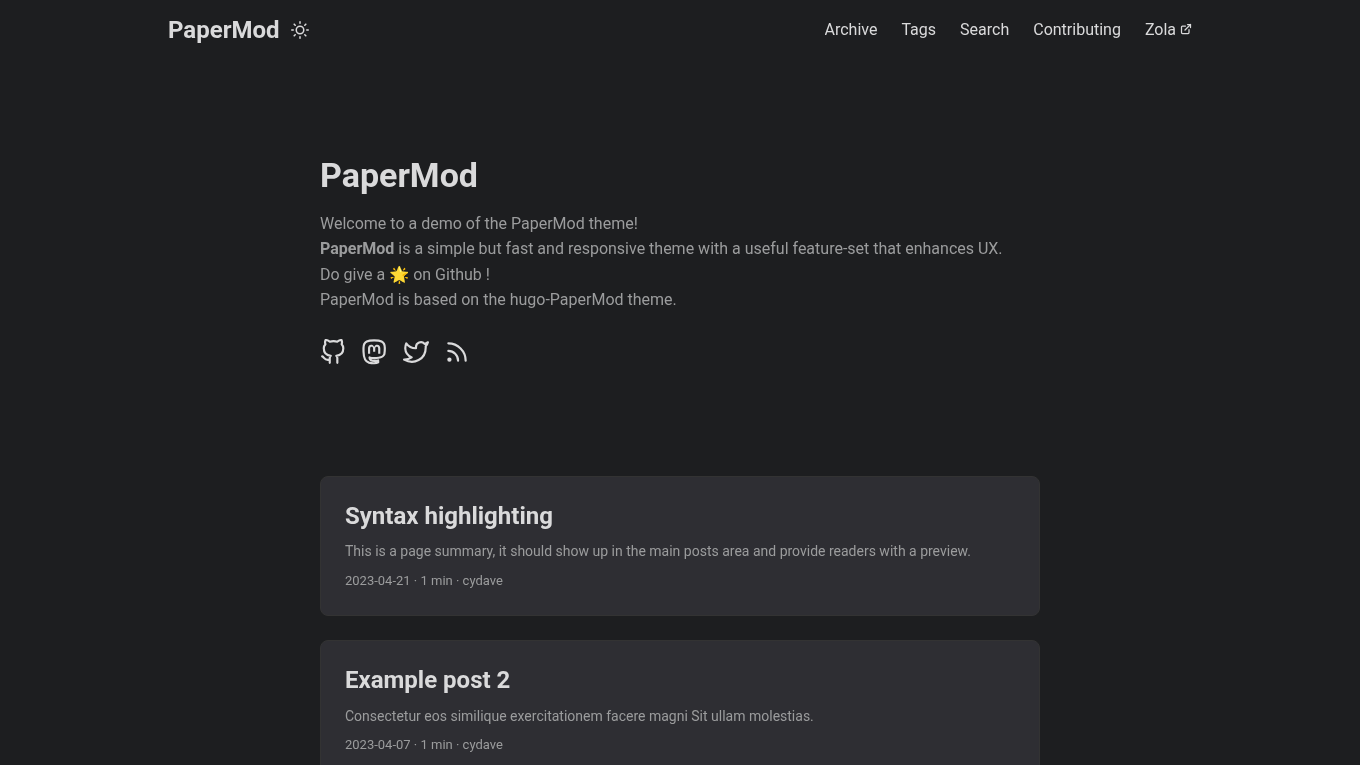 PaperMod
Archive Tags Search Contributing Zola
PaperMod
Welcome to a demo of the PaperMod theme!
PaperMod is a simple but fast and responsive theme with a useful feature-set that enhances UX.
Do give a 🌟 on Github !
PaperMod is based on the hugo-PaperMod theme.
Syntax highlighting
This is a page summary, it should show up in the main posts area and provide readers with a preview.
2023-04-21 · 1 min · cydave
Example post 2
Consectetur eos similique exercitationem facere magni Sit ullam molestias.
2023-04-07 · 1 min · cydave